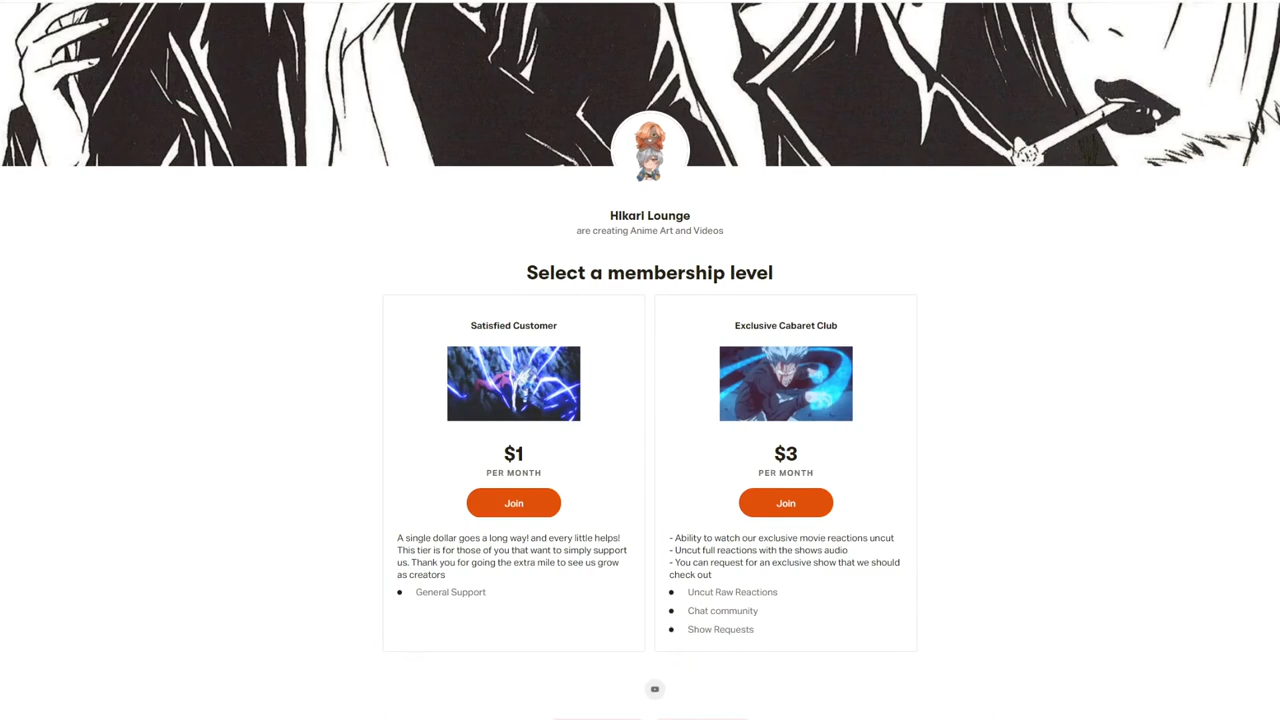 Hikari Lounge
are creating Anime Art and Videos
Select a membership level
Satisfied Customer
$1
PER MONTH
Join
A single dollar goes a long way! and every little helps!
This tier is for those of you that want to simply support
us. Thank you for going the extra mile to see us grow
as creators
General Support
Exclusive Cabaret Club
$3
PER MONTH
Join
- Ability to watch our exclusive movie reactions uncut
- Uncut full reactions with the shows audio
- You can request for an exclusive show that we should
check out
Uncut Raw Reactions
Chat community
Show Requests